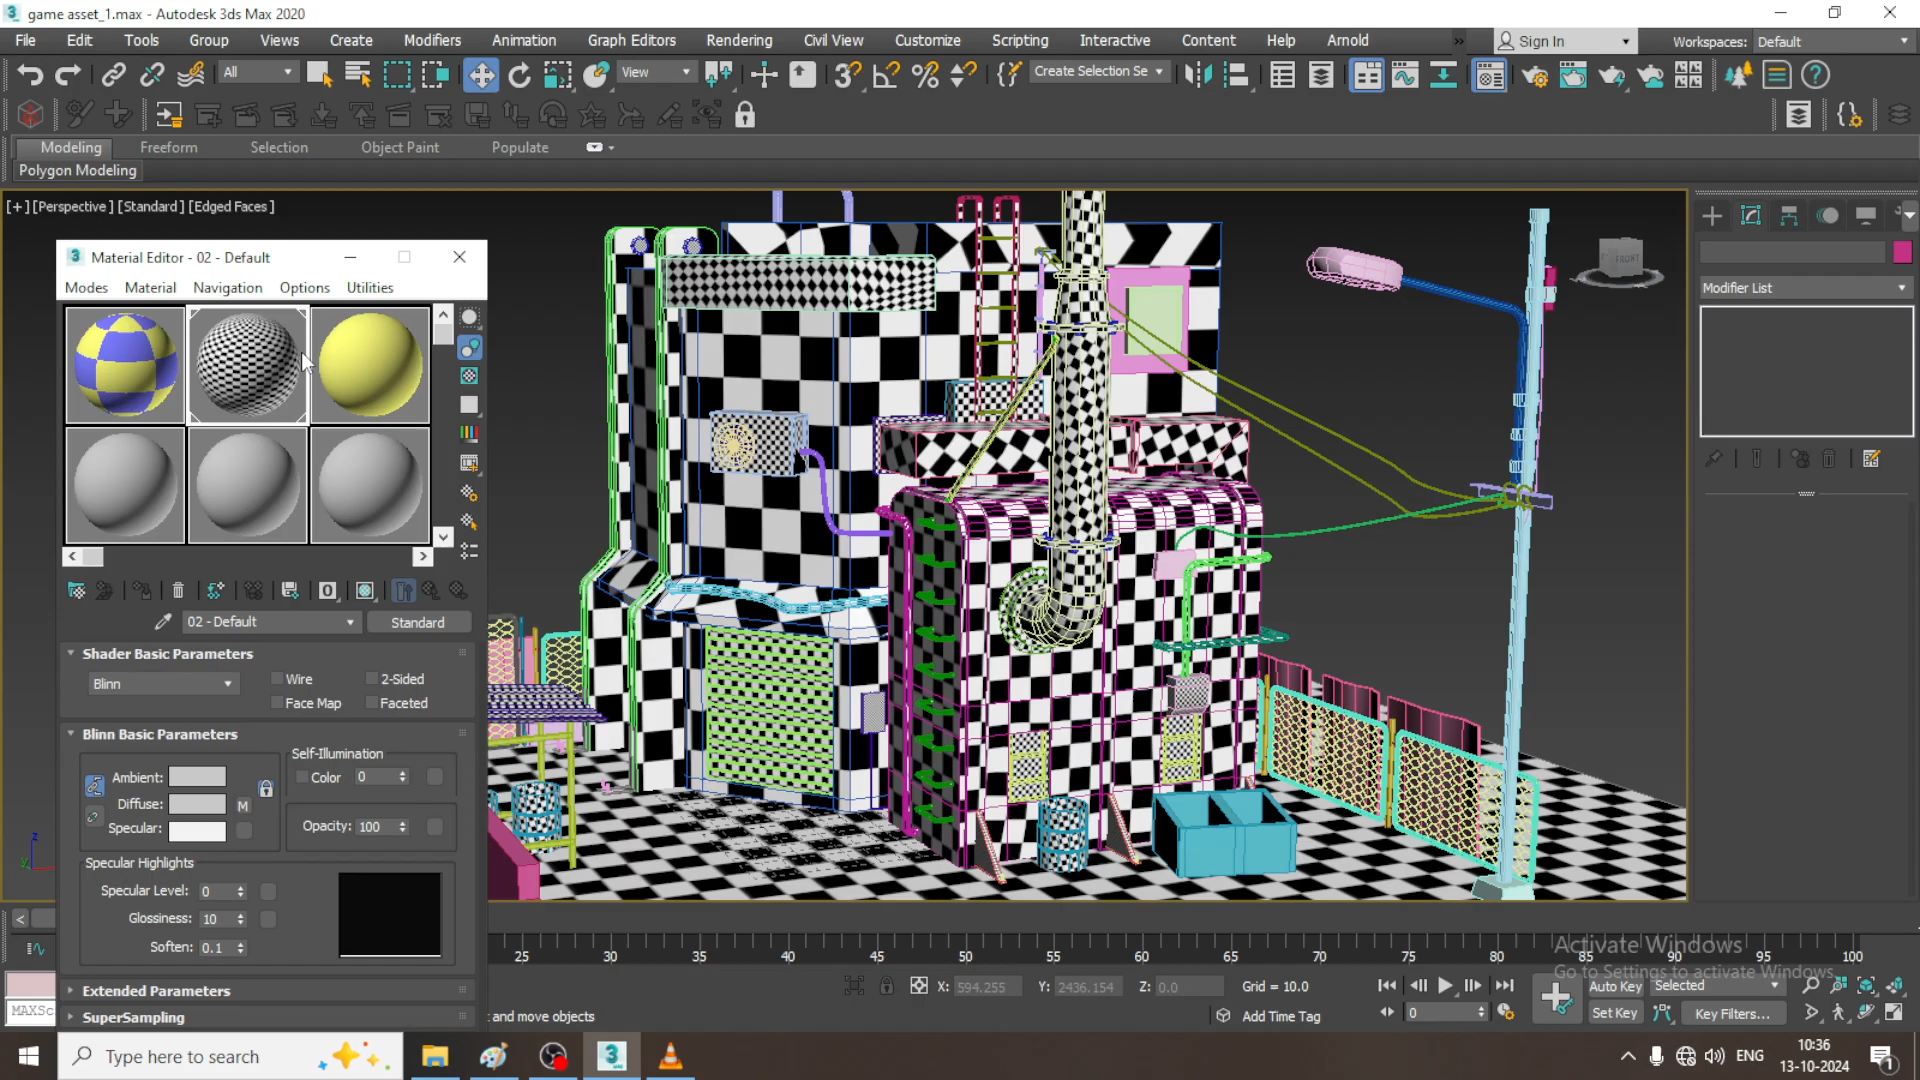 game asset_1.max - Autodesk 3ds Max 2020
File Edit Tools Group Views Create Modifiers Animation Graph Editors Rendering Civil View Customize Scripting Interactive Content Help Arnold
Sign In
Workspaces: Default
All
View
Create Selection Se
Modeling Freeform Selection Object Paint Populate
Polygon Modeling
[+] [Perspective ] [Standard ] [Edged Faces ]
FRONT
Modifier List
Material Editor - 02 - Default
Modes Material Navigation Options Utilities
02 - Default
Standard
Shader Basic Parameters
Blinn
Wire
2-Sided
Face Map
Faceted
Blinn Basic Parameters
Self-Illumination
Ambient:
Color 0
Diffuse:
M
Specular:
Opacity: 100
Specular Highlights
Specular Level: 0
Glossiness: 10
Soften: 0.1
Extended Parameters
SuperSampling
z
y
25 30 35 40 45 50 55 60 65 70 75 80 85 90 95 100
Activate Windows
Go to Settings to activate Windows.
X: 594.255
Y: 2436.154
Z: 0.0
Grid = 10.0
Auto Key
Selected
MAXSc
and move objects
Add Time Tag
0
Set Key
Key Filters...
Type here to search
ENG
10:36
13-10-2024
1